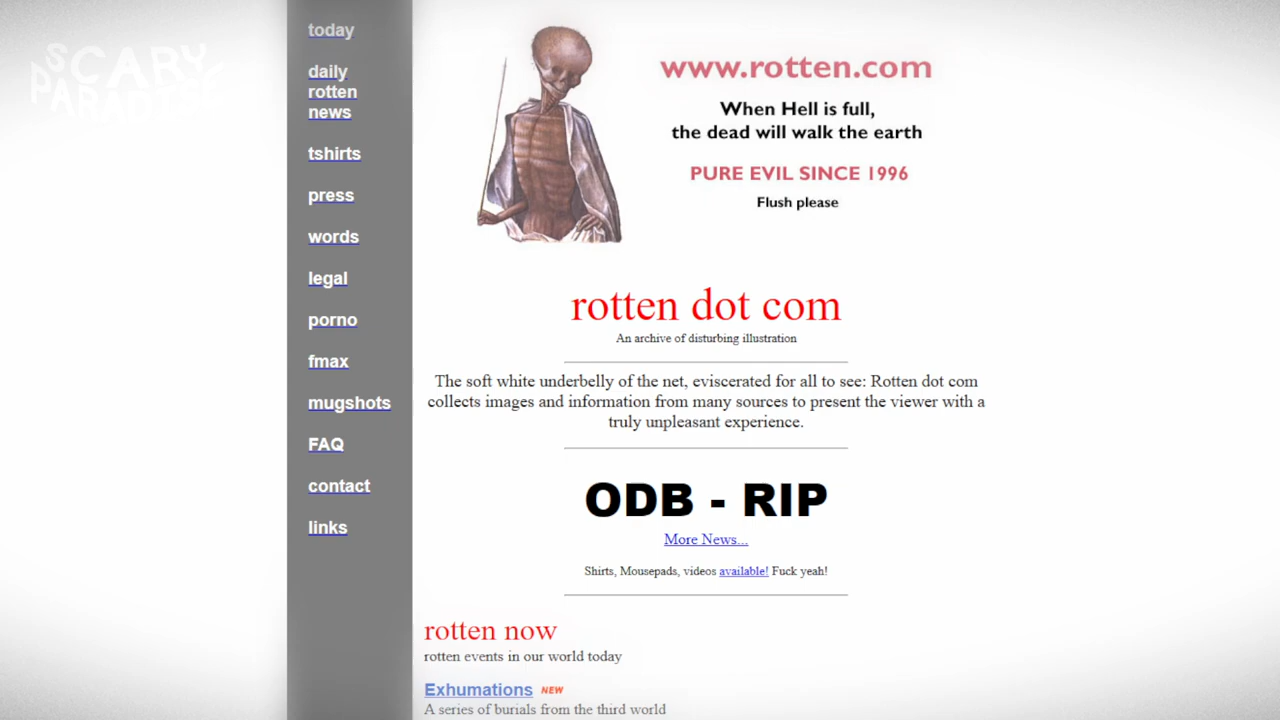 SCARY
PARADISE
today
daily
rotten
news
tshirts
press
words
legal
porno
fmax
mugshots
FAQ
contact
links
www.rotten.com
When Hell is full,
the dead will walk the earth
PURE EVIL SINCE 1996
Flush please
rotten dot com
An archive of disturbing illustration
The soft white underbelly of the net, eviscerated for all to see: Rotten dot com
collects images and information from many sources to present the viewer with a
truly unpleasant experience.
ODB - RIP
More News...
Shirts, Mousepads, videos available! Fuck yeah!
rotten now
rotten events in our world today
Exhumations NEW
A series of burials from the third world